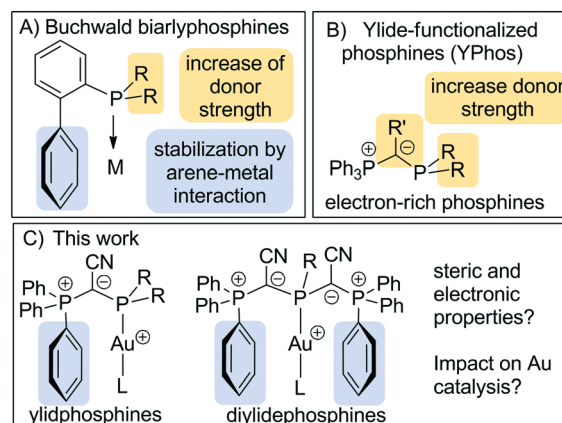 A) Buchwald biarlyphosphines
R
P
R
M
increase of
donor
strength
stabilization by
arene-metal
interaction
B) Ylide-functionalized
phosphines (YPhos)
increase donor
strength
R'
⊕
⊖
R
Ph₃P
P
R
electron-rich phosphines
C) This work
CN
⊕
⊖
R
Ph
P
P
R
Ph
Au⊕
L
ylidphosphines
CN
R
CN
⊕
⊖
⊖
⊕
Ph
P
P
P
Ph
Ph
Ph
Au⊕
L
diylidephosphines
steric and
electronic
properties?
Impact on Au
catalysis?